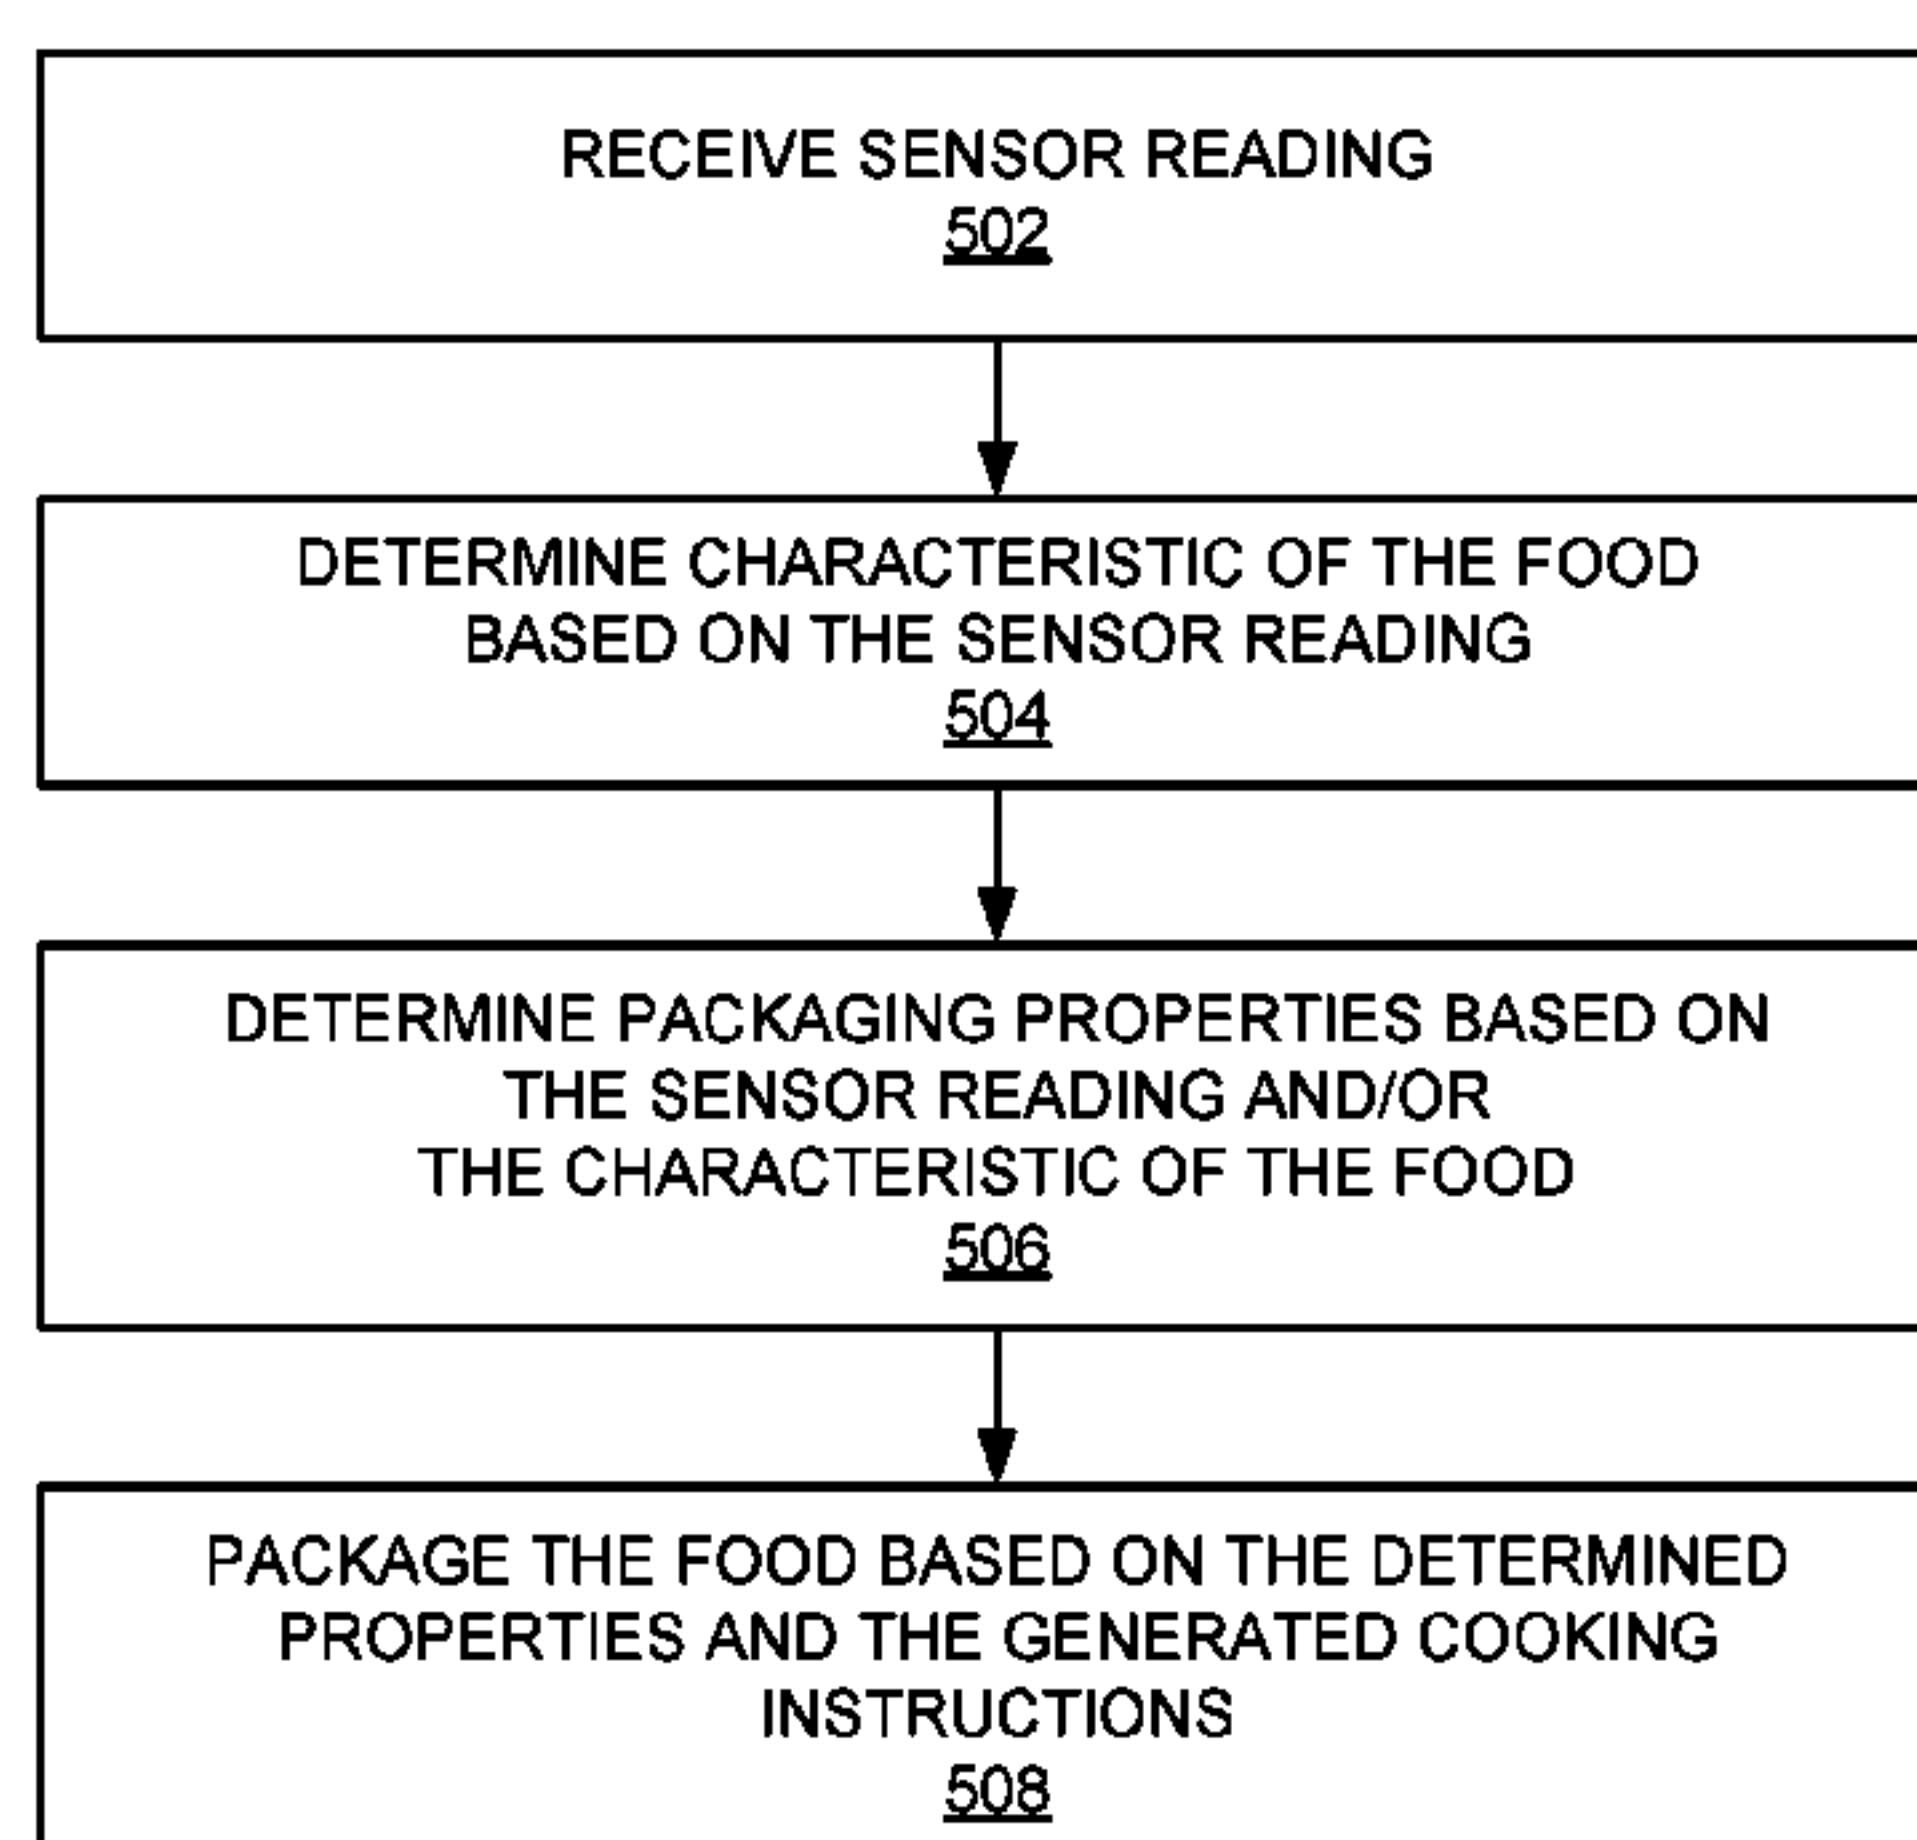 RECEIVE SENSOR READING
502
DETERMINE CHARACTERISTIC OF THE FOOD
BASED ON THE SENSOR READING
504
DETERMINE PACKAGING PROPERTIES BASED ON
THE SENSOR READING AND/OR
THE CHARACTERISTIC OF THE FOOD
506
PACKAGE THE FOOD BASED ON THE DETERMINED
PROPERTIES AND THE GENERATED COOKING
INSTRUCTIONS
508